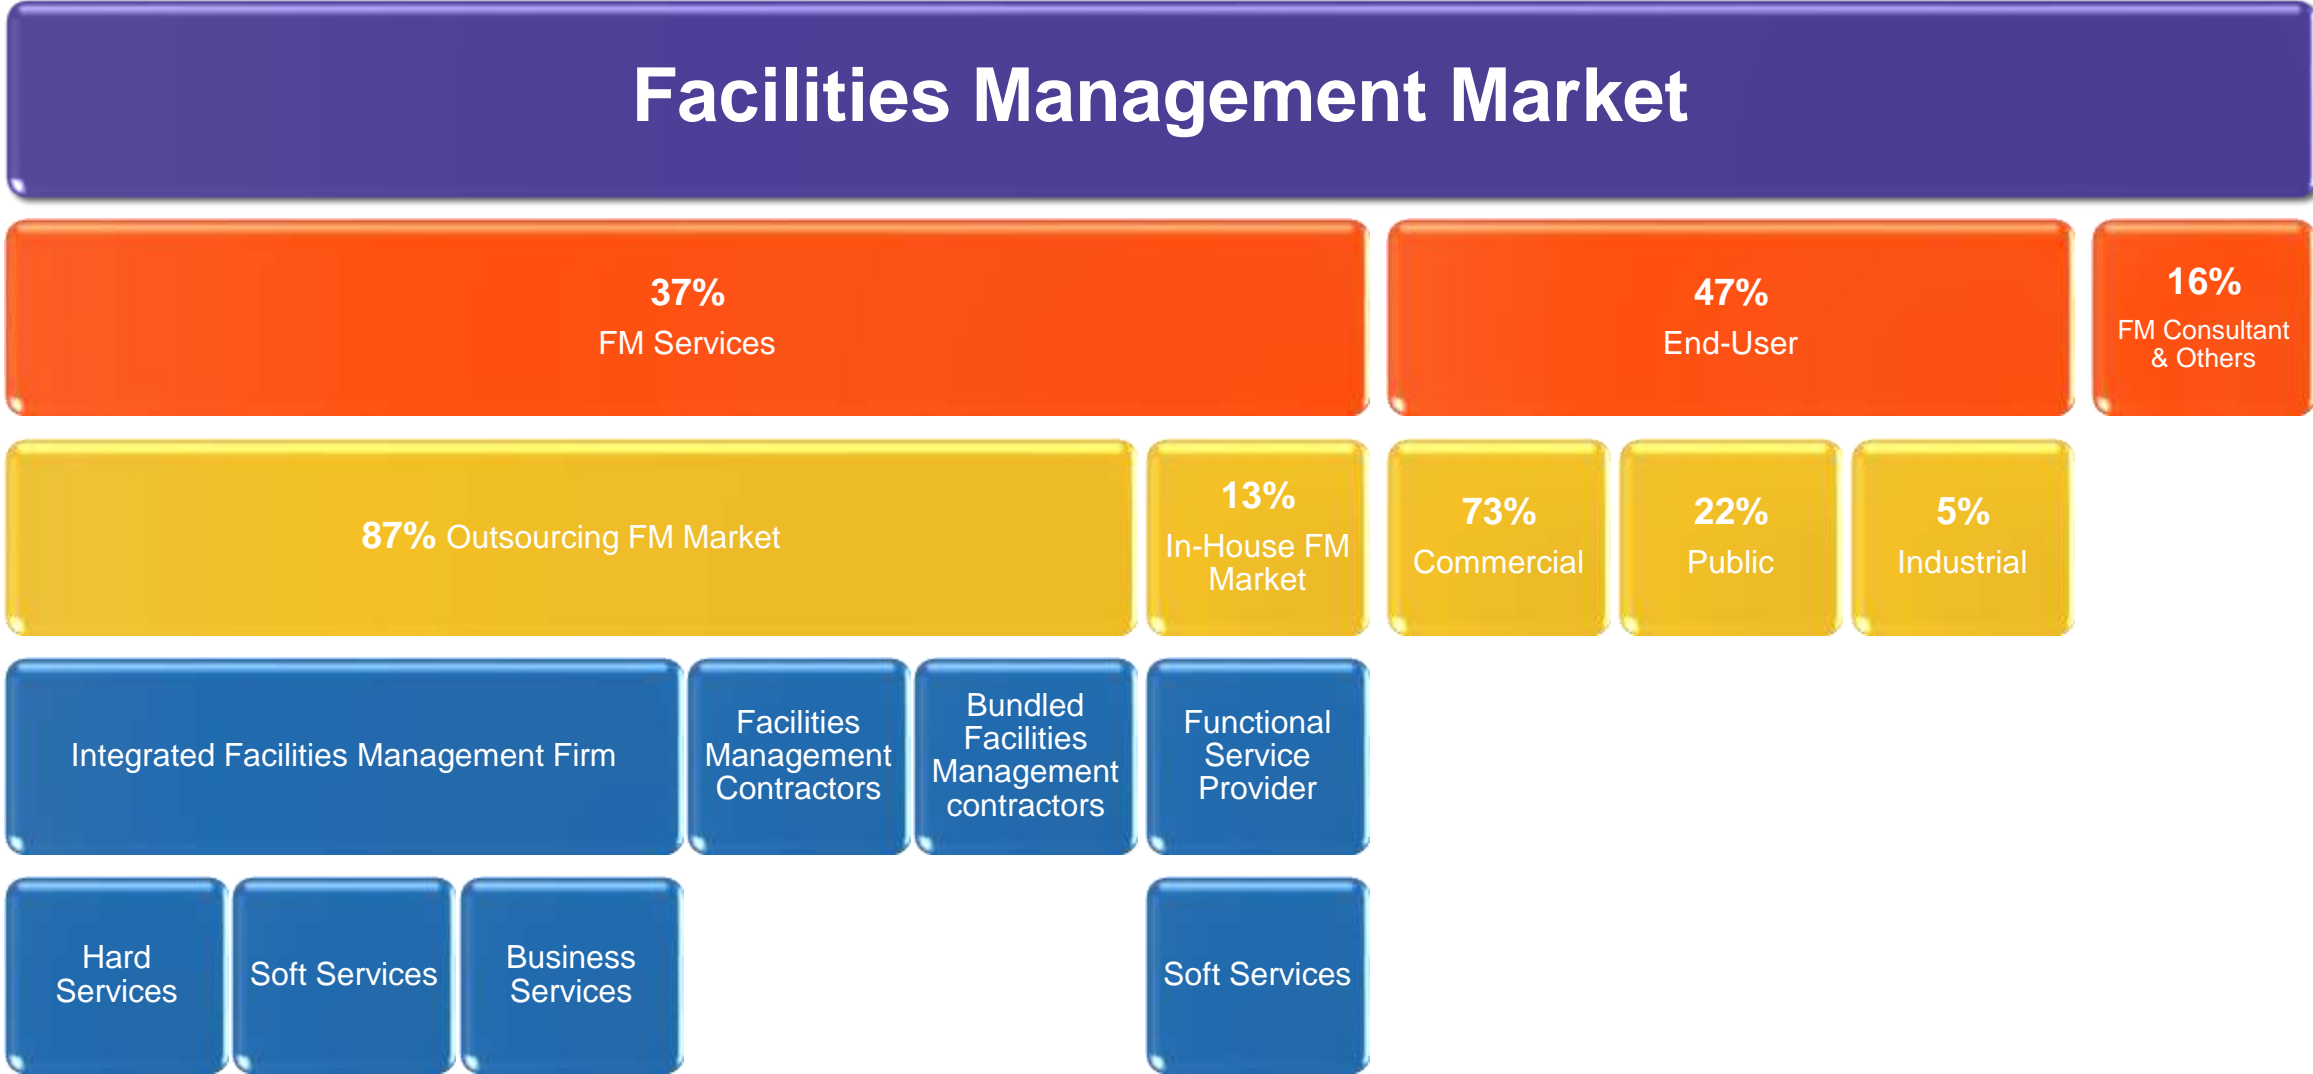 Facilities Management Market
37%
FM Services
47%
End-User
16%
FM Consultant
& Others
87% Outsourcing FM Market
13%
In-House FM
Market
73%
Commercial
22%
Public
5%
Industrial
Integrated Facilities Management Firm
Facilities
Management
Contractors
Bundled
Facilities
Management
contractors
Functional
Service
Provider
Hard
Services
Soft Services
Business
Services
Soft Services